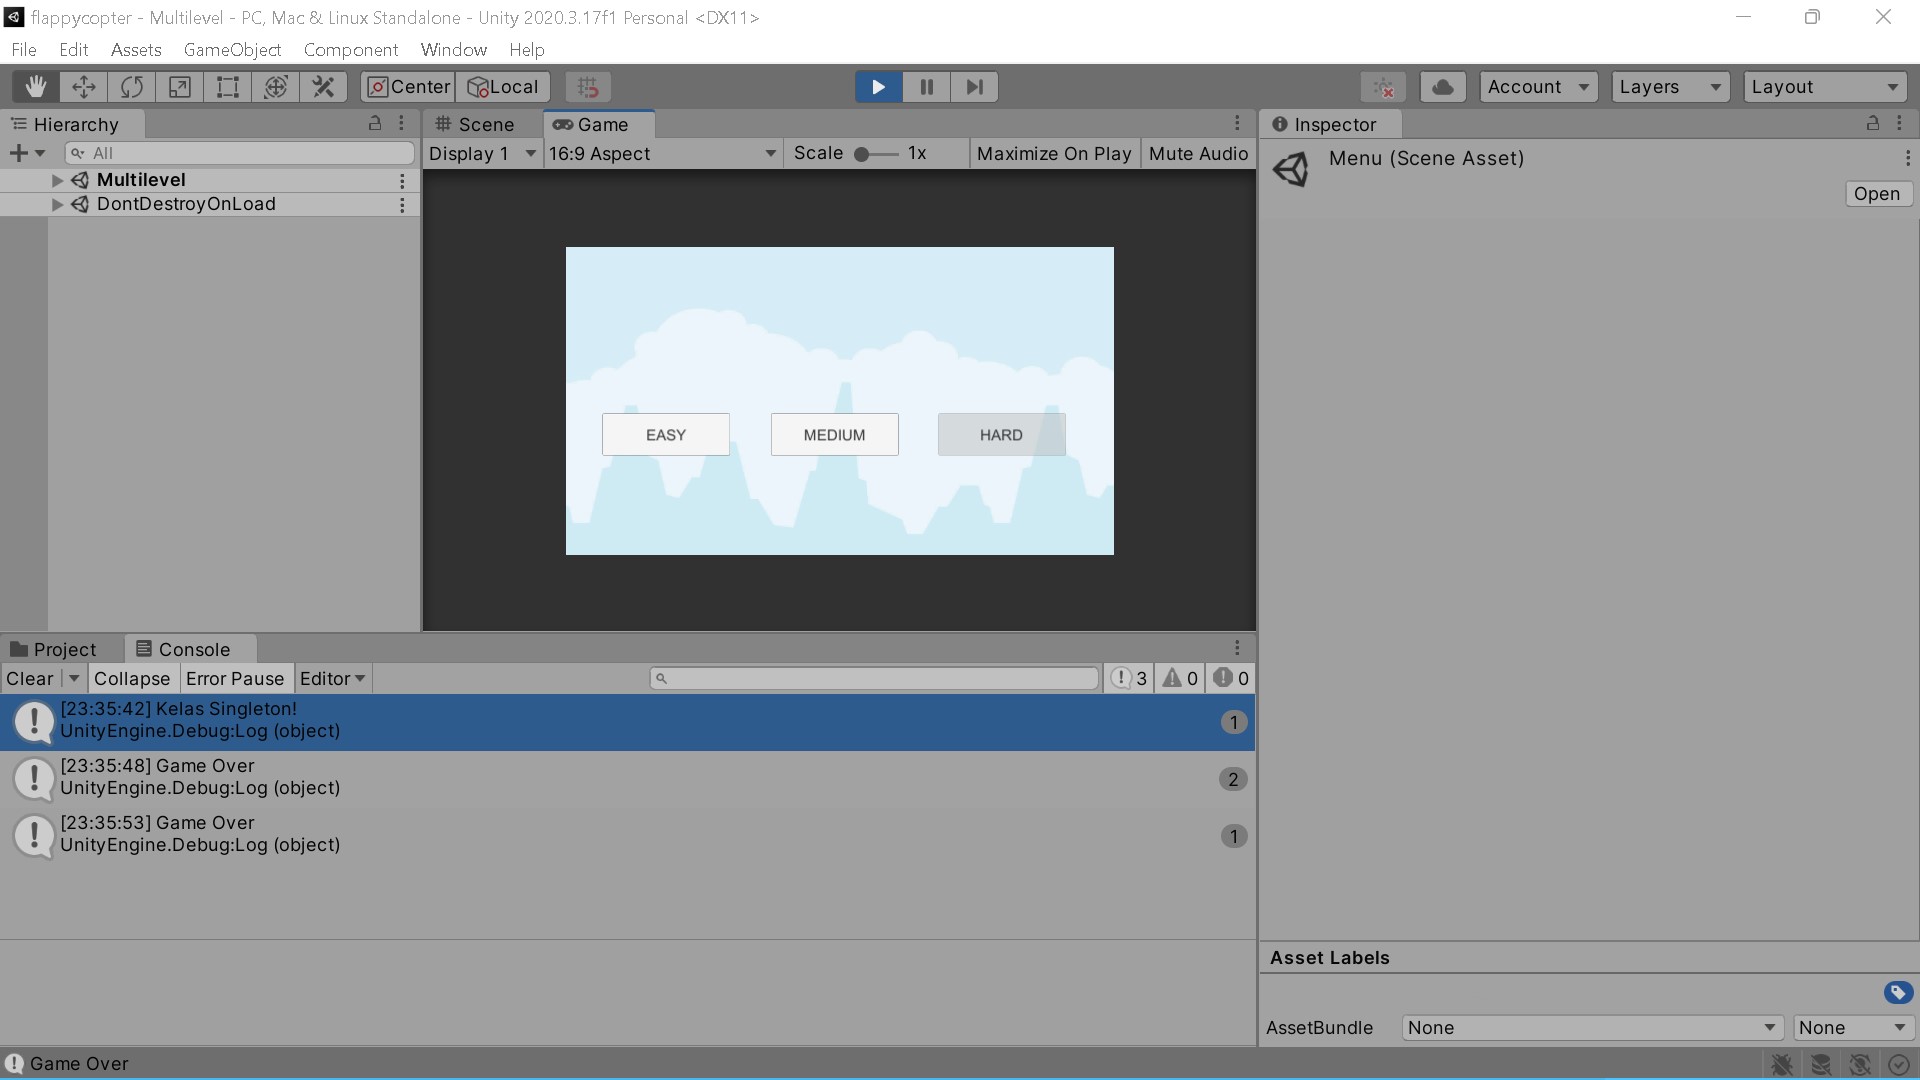 flappycopter - Multilevel - PC, Mac & Linux Standalone - Unity 2020.3.17f1 Personal <DX11>
File Edit Assets GameObject Component Window Help
Center Local Account Layers Layout
Hierarchy
All
Multilevel
DontDestroyOnLoad
Scene Game
Display 1 16:9 Aspect Scale 1x Maximize On Play Mute Audio
EASY MEDIUM HARD
Inspector
Menu (Scene Asset)
Open
Project Console
Clear Collapse Error Pause Editor 3 0 0
[23:35:42] Kelas Singleton!
UnityEngine.Debug:Log (object)
1
[23:35:48] Game Over
UnityEngine.Debug:Log (object)
2
[23:35:53] Game Over
UnityEngine.Debug:Log (object)
1
Asset Labels
AssetBundle None None
Game Over